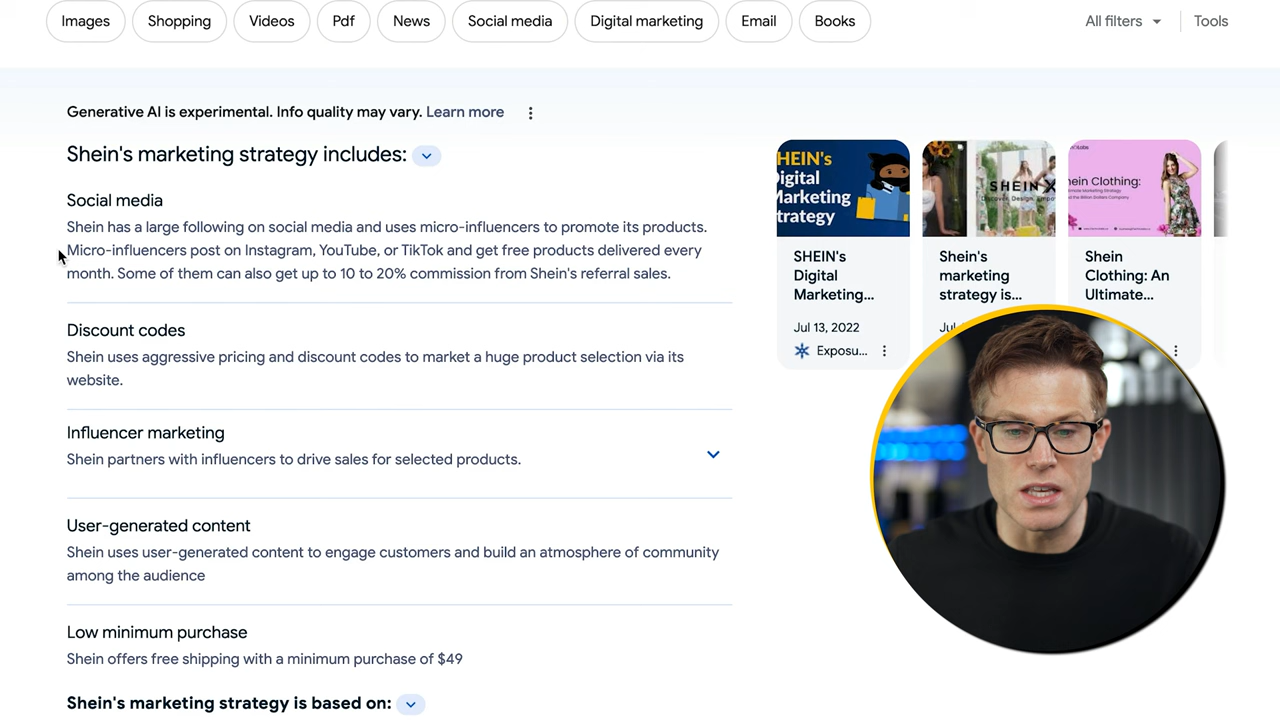 Images Shopping Videos Pdf News Social media Digital marketing Email Books All filters Tools
Generative AI is experimental. Info quality may vary. Learn more
Shein's marketing strategy includes:
Social media
Shein has a large following on social media and uses micro-influencers to promote its products.
Micro-influencers post on Instagram, YouTube, or TikTok and get free products delivered every
month. Some of them can also get up to 10 to 20% commission from Shein's referral sales.
Discount codes
Shein uses aggressive pricing and discount codes to market a huge product selection via its
website.
Influencer marketing
Shein partners with influencers to drive sales for selected products.
User-generated content
Shein uses user-generated content to engage customers and build an atmosphere of community
among the audience
Low minimum purchase
Shein offers free shipping with a minimum purchase of $49
Shein's marketing strategy is based on:
HEIN's
igital
Marketing
trategy
SHEIN's
Digital
Marketing...
Jul 13, 2022
Exposu...
SHEIN X
Shein's
marketing
strategy is...
Jul
hein Clothing:
Shein
Clothing: An
Ultimate...